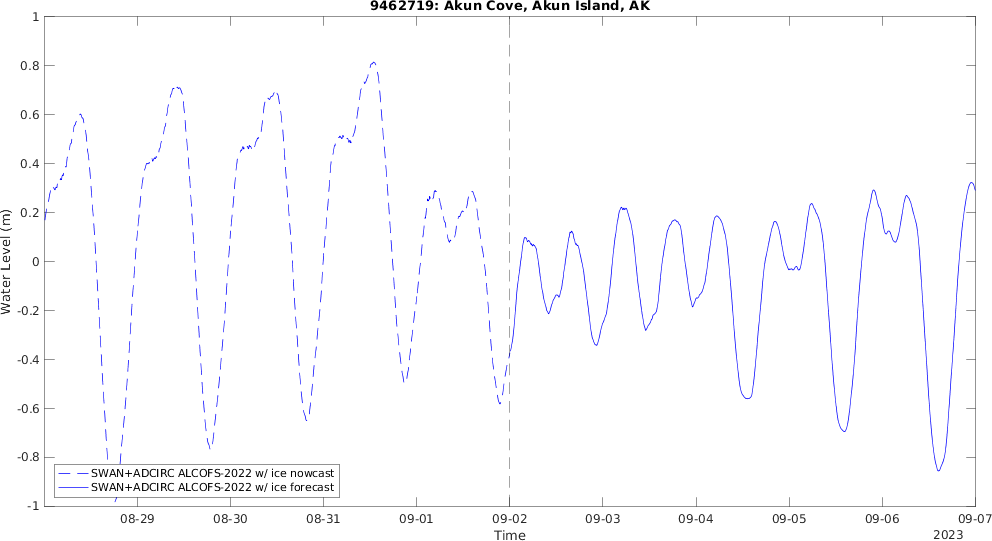 9462719: Akun Cove, Akun Island, AK
1
0.8
0.6
0.4
0.2
0
-0.2
-0.4
-0.6
-0.8
-1
Water Level (m)
SWAN+ADCIRC ALCOFS-2022 w/ ice nowcast
SWAN+ADCIRC ALCOFS-2022 w/ ice forecast
08-29 08-30 08-31 09-01 09-02 09-03 09-04 09-05 09-06 09-07
Time
2023